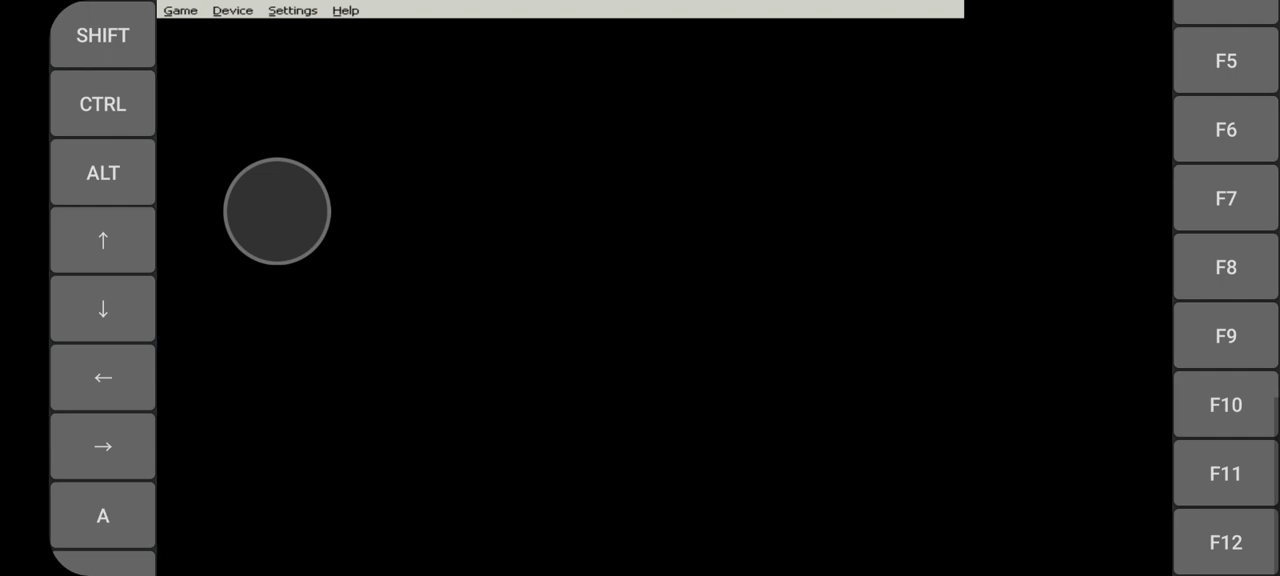 Game Device Settings Help
SHIFT
CTRL
ALT
↑
↓
←
→
A
F5
F6
F7
F8
F9
F10
F11
F12